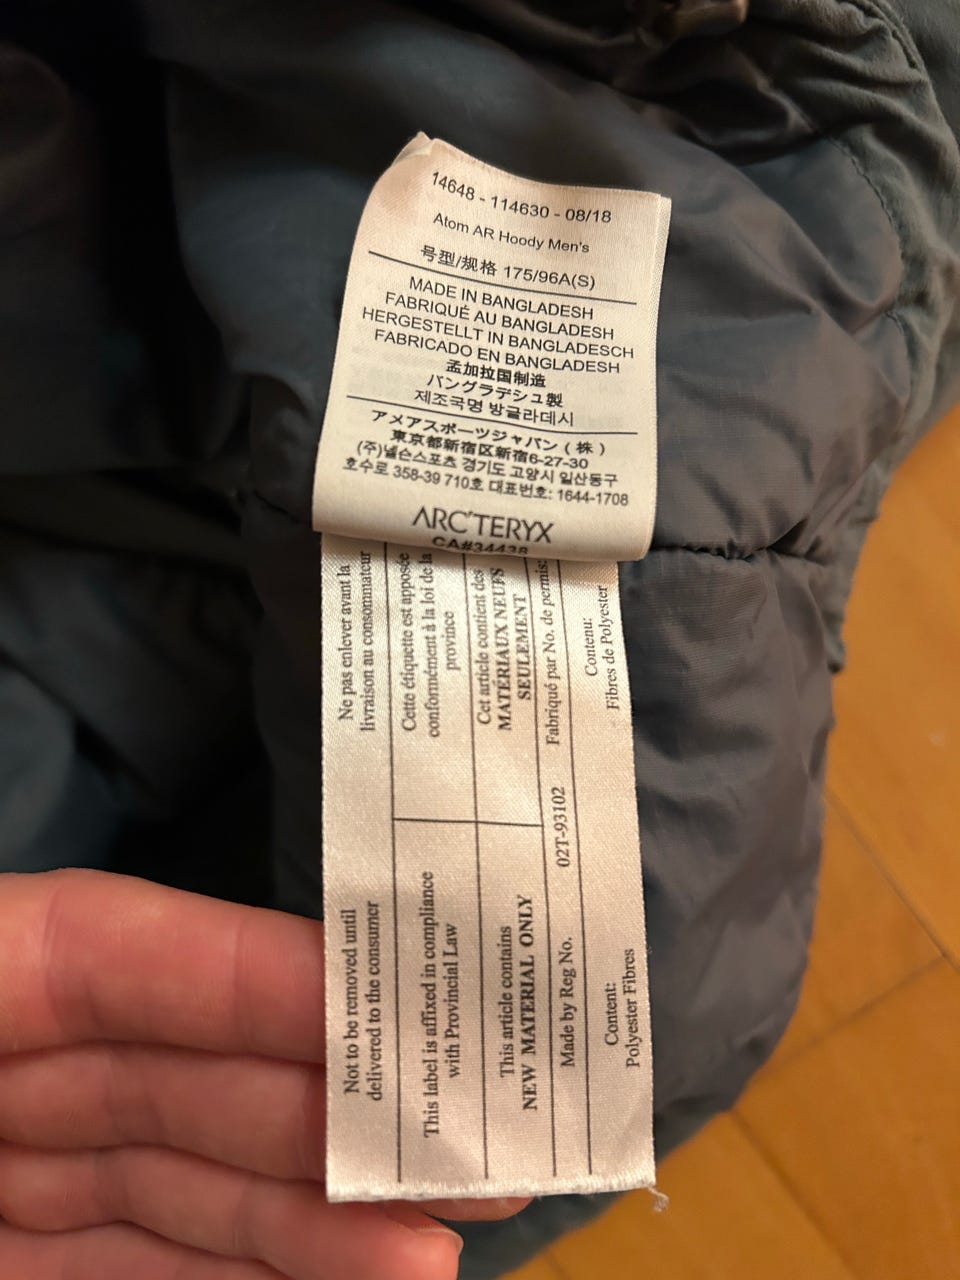 14648 - 114630 - 08/18
Atom AR Hoody Men's
号型/规格 175/96A(S)
MADE IN BANGLADESH
FABRIQUÉ AU BANGLADESH
HERGESTELLT IN BANGLADESCH
FABRICADO EN BANGLADESH
孟加拉国制造
バングラデシュ製
제조국명 방글라데시
アメアスポーツジャパン(株)
東京都新宿区新宿6-27-30
(주)넬슨스포츠 경기도 고양시 일산동구
호수로 358-39 710호 대표번호: 1644-1708
ARC'TERYX
CA#34438
Ne pas enlever avant la
livraison au consommateur
Cette étiquette est apposée
conformément à la loi de la
province
Cet article contient des
MATÉRIAUX NEUFS
SEULEMENT
Fabriqué par No. de permis:
Contenu:
Fibres de Polyester
Not to be removed until
delivered to the consumer
This label is affixed in compliance
with Provincial Law
This article contains
NEW MATERIAL ONLY
Made by Reg No. 02T-93102
Content:
Polyester Fibres